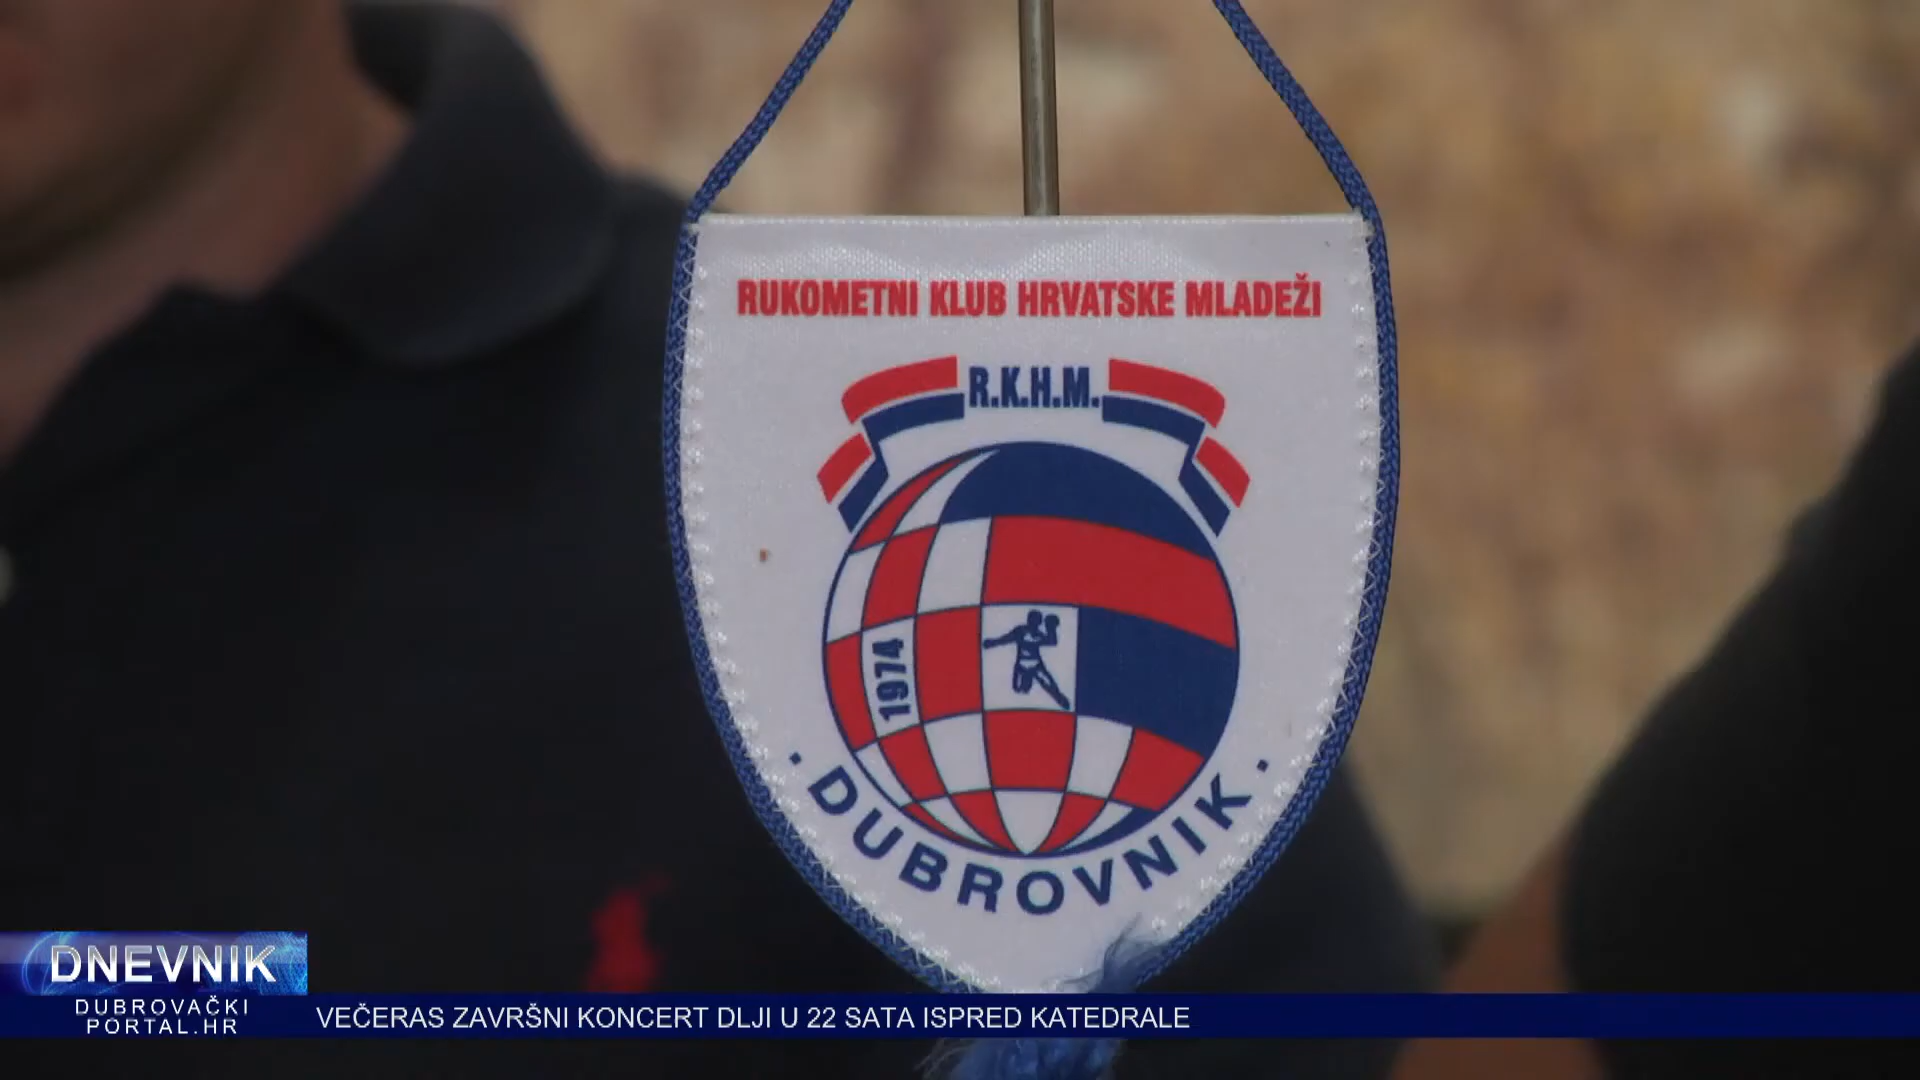 RUKOMETNI KLUB HRVATSKE MLADEŽI
R.K.H.M.
1974
· DUBROVNIK ·
DNEVNIK
DUBROVAČKI
PORTAL.HR
VEČERAS ZAVRŠNI KONCERT DLJI U 22 SATA ISPRED KATEDRALE